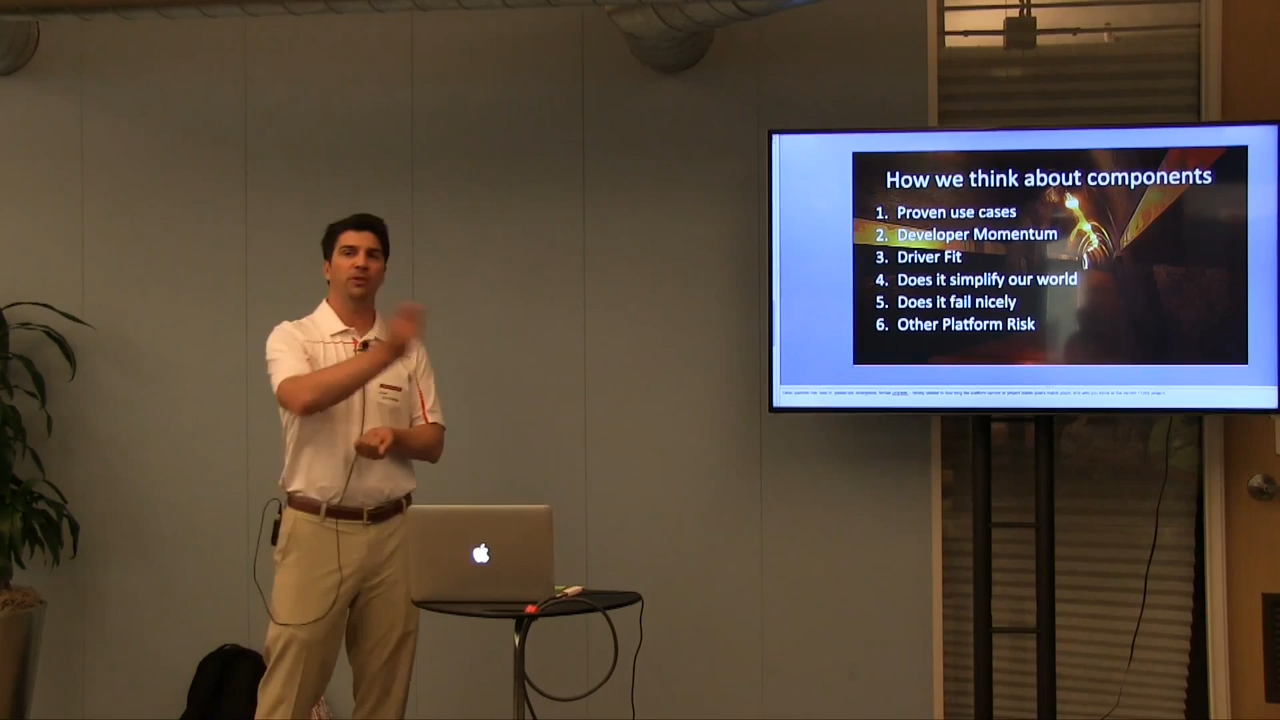 How we think about components
1. Proven use cases
2. Developer Momentum
3. Driver Fit
4. Does it simplify our world
5. Does it fail nicely
6. Other Platform Risk